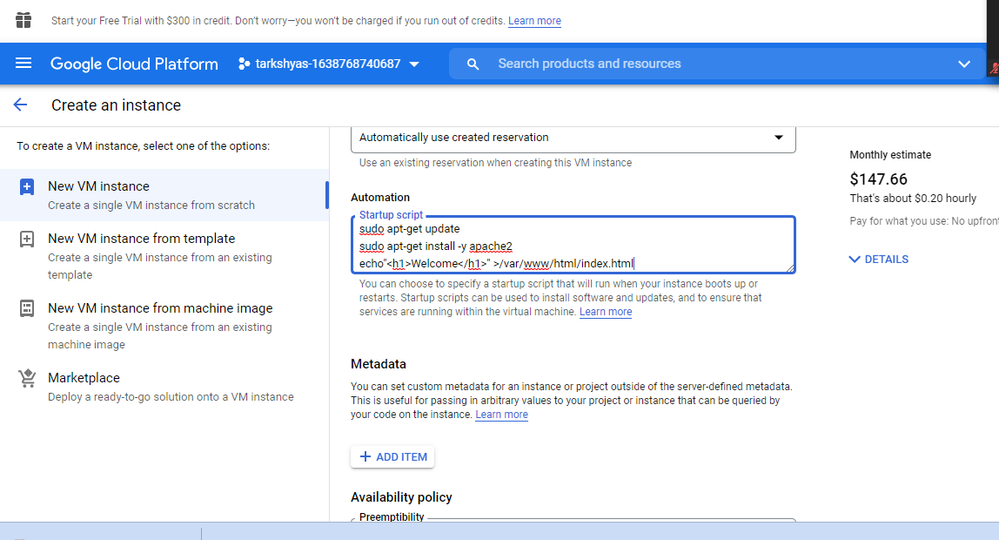 Start your Free Trial with $300 in credit. Don't worry—you won't be charged if you run out of credits. Learn more
Google Cloud Platform
tarkshyas-1638768740687
Search products and resources
Create an instance
To create a VM instance, select one of the options:
New VM instance
Create a single VM instance from scratch
New VM instance from template
Create a single VM instance from an existing
template
New VM instance from machine image
Create a single VM instance from an existing
machine image
Marketplace
Deploy a ready-to-go solution onto a VM instance
Automatically use created reservation
Use an existing reservation when creating this VM instance
Automation
Startup script
sudo apt-get update
sudo apt-get install -y apache2
echo"<h1>Welcome</h1>" >/var/www/html/index.html
You can choose to specify a startup script that will run when your instance boots up or
restarts. Startup scripts can be used to install software and updates, and to ensure that
services are running within the virtual machine. Learn more
Metadata
You can set custom metadata for an instance or project outside of the server-defined metadata.
This is useful for passing in arbitrary values to your project or instance that can be queried by
your code on the instance. Learn more
ADD ITEM
Availability policy
Preemptibility
Monthly estimate
$147.66
That's about $0.20 hourly
Pay for what you use: No upfront
DETAILS